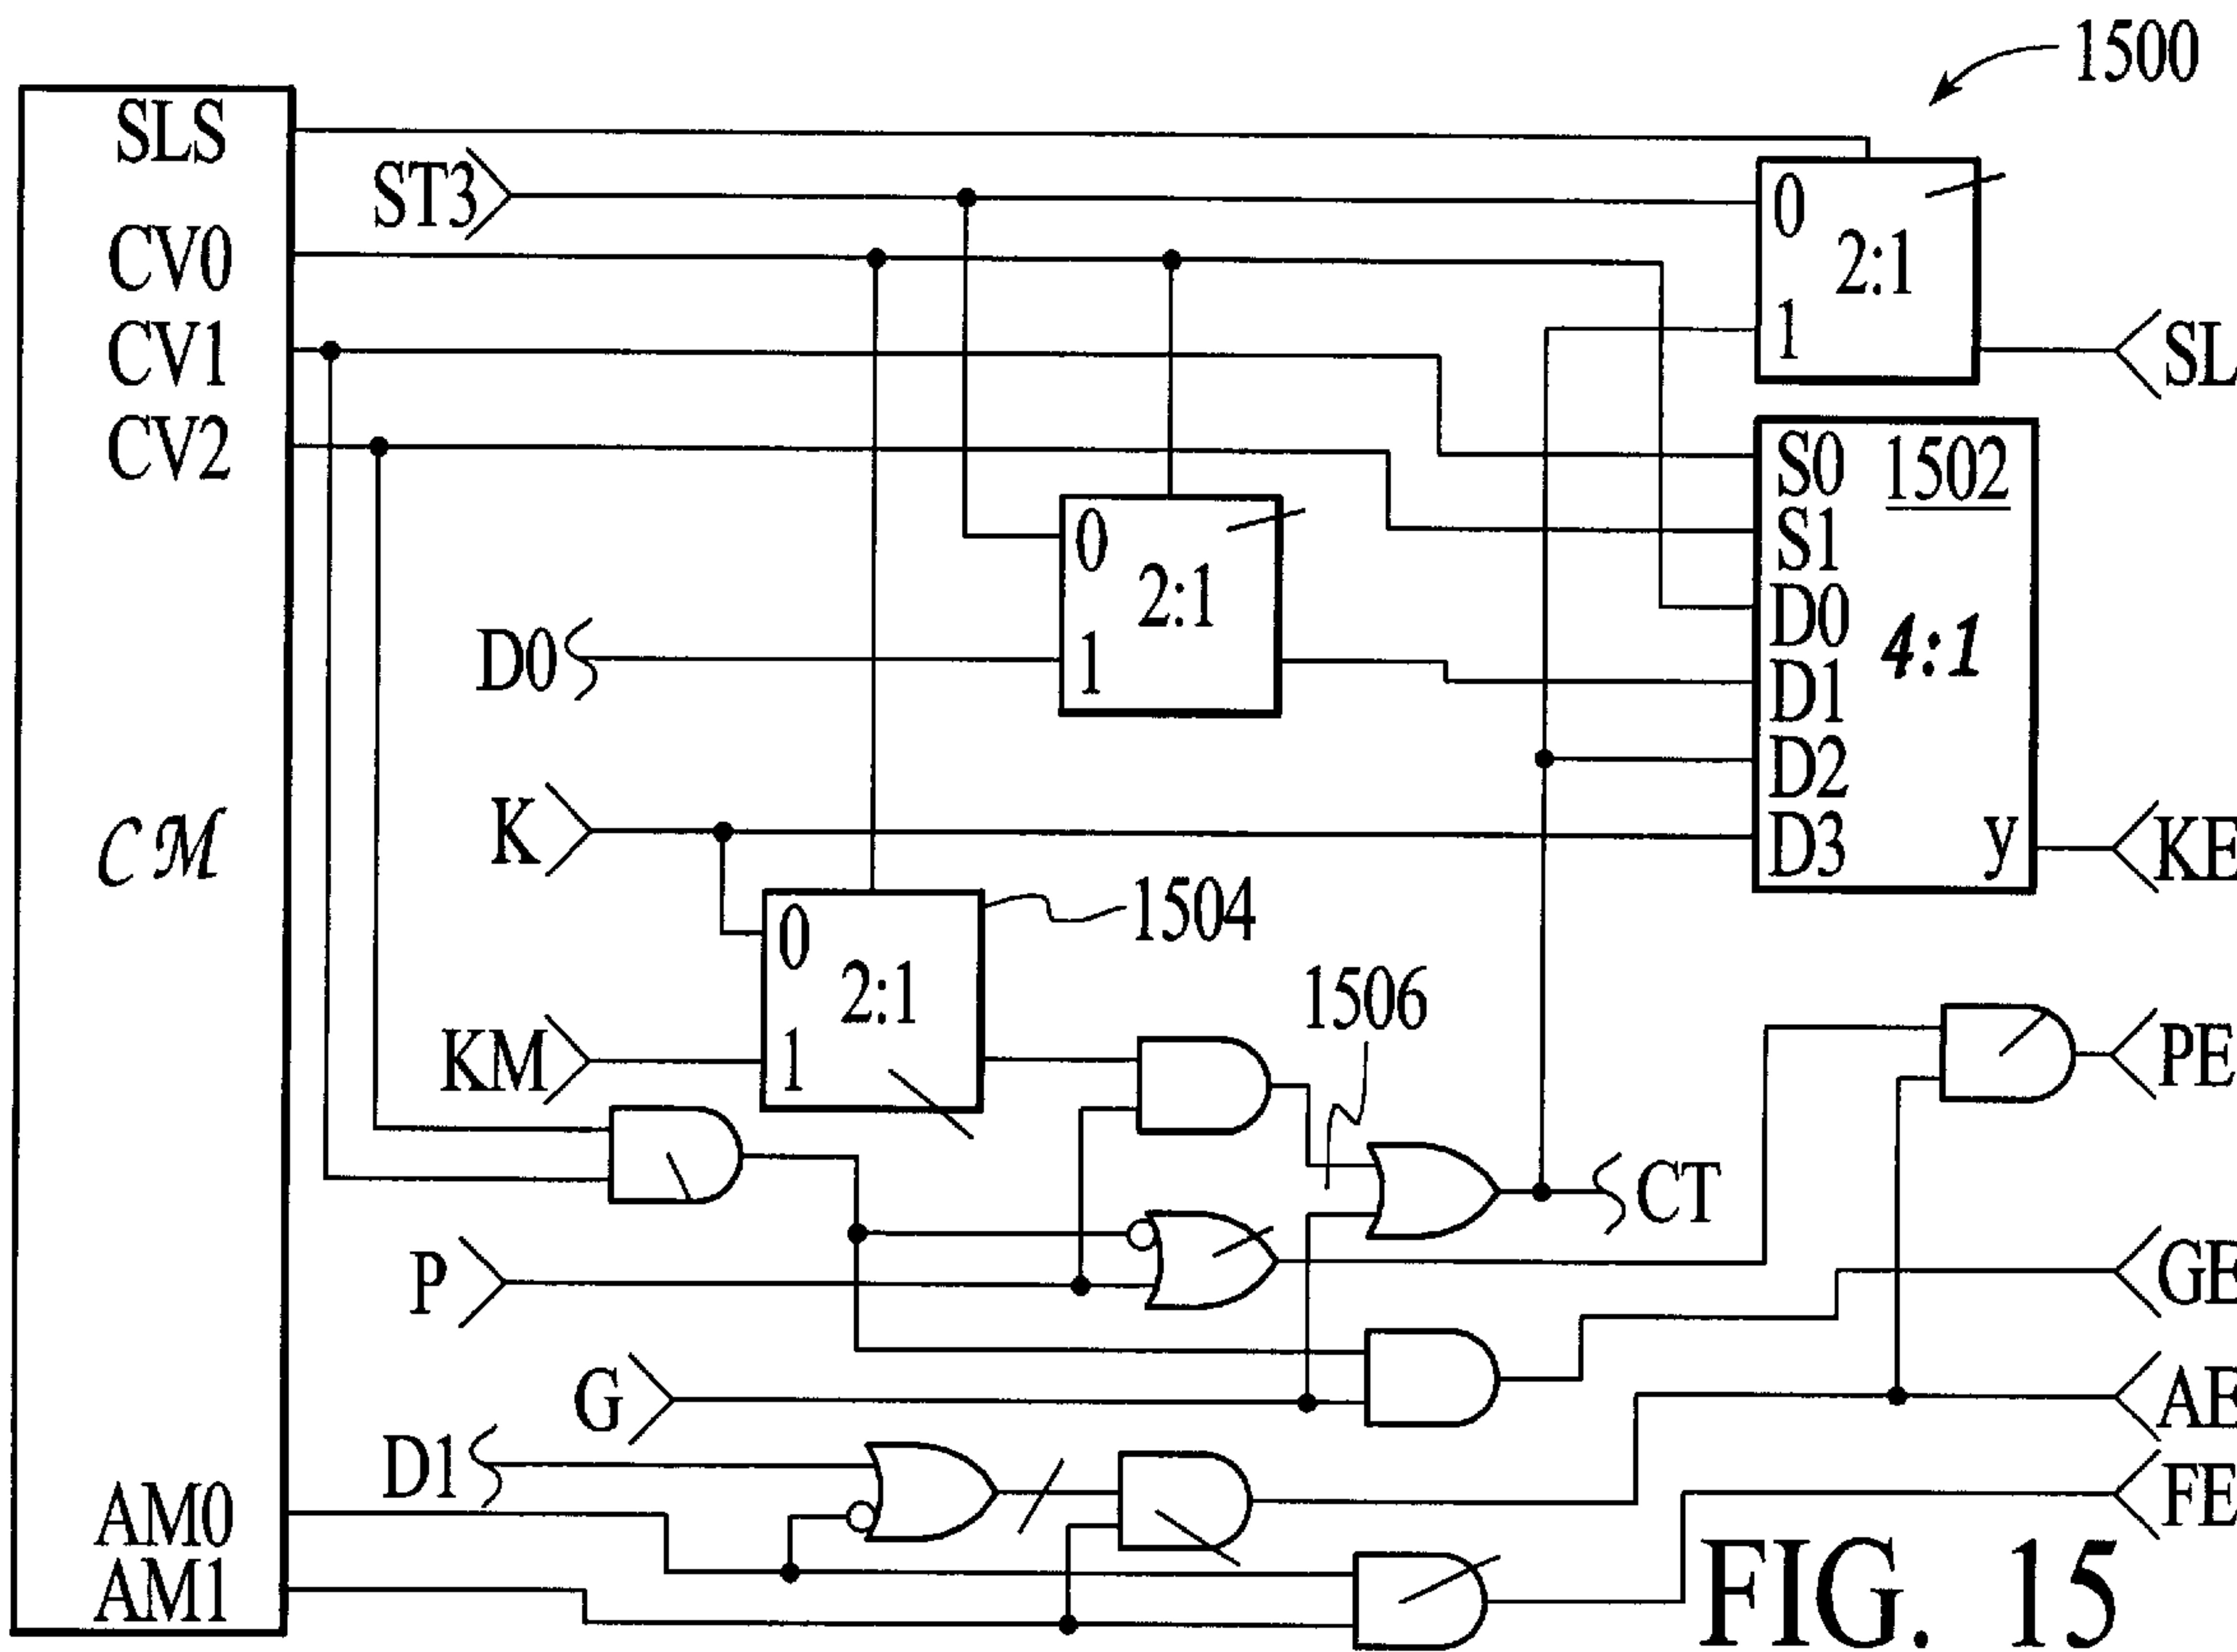 1500
SLS
ST3
0
CV0
2:1
CV1
1
SL
CV2
S0
1502
S1
0
D0
2:1
4:1
D0
1
D1
D2
K
D3
y
KE
CM
0
1504
2:1
1506
KM
1
PE
CT
P
GE
G
AE
D1
FE
AM0
AM1
FIG. 15